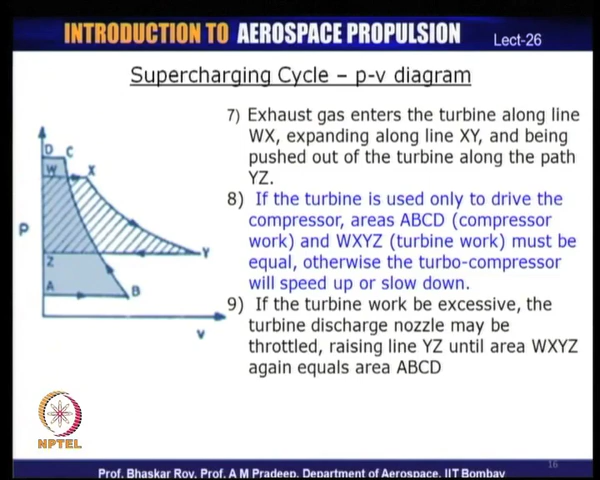 INTRODUCTION TO AEROSPACE PROPULSION
Lect-26
Supercharging Cycle – p-v diagram
7) Exhaust gas enters the turbine along line
WX, expanding along line XY, and being
pushed out of the turbine along the path
YZ.
8) If the turbine is used only to drive the
compressor, areas ABCD (compressor
work) and WXYZ (turbine work) must be
equal, otherwise the turbo-compressor
will speed up or slow down.
9) If the turbine work be excessive, the
turbine discharge nozzle may be
throttled, raising line YZ until area WXYZ
again equals area ABCD
D C
W X
P
Z Y
A B
v
NPTEL
16
Prof. Bhaskar Roy, Prof. A M Pradeep, Department of Aerospace, IIT Bombay